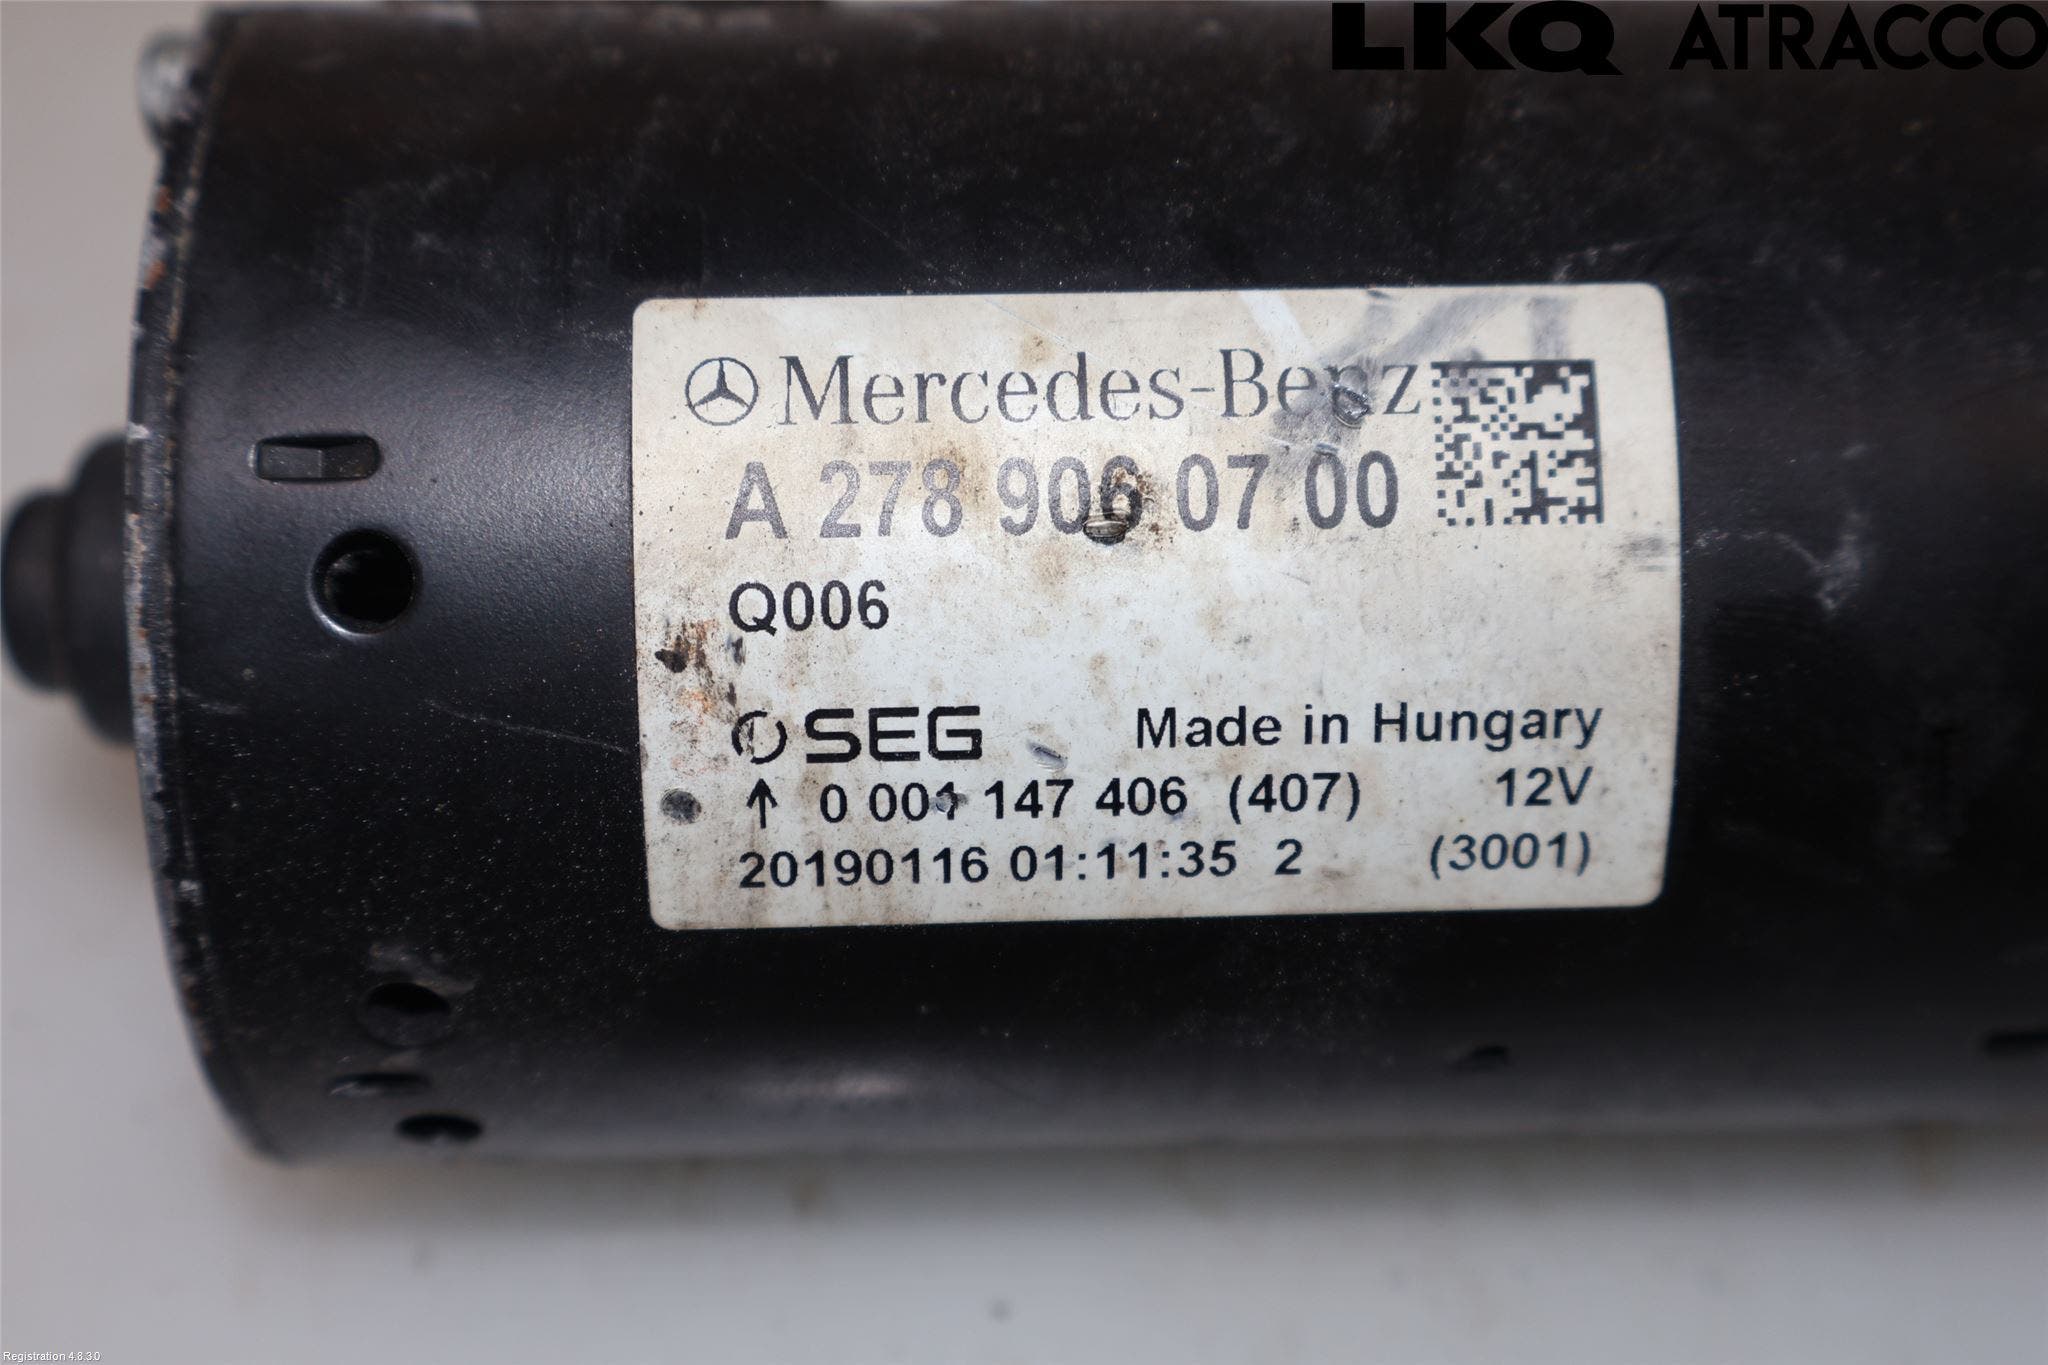 LKQ ATRACCO
Mercedes-Benz
A 278 906 07 00
Q006
SEG Made in Hungary
↑ 0 001 147 406 (407) 12V
20190116 01:11:35 2 (3001)
Registration 4.8.3.0